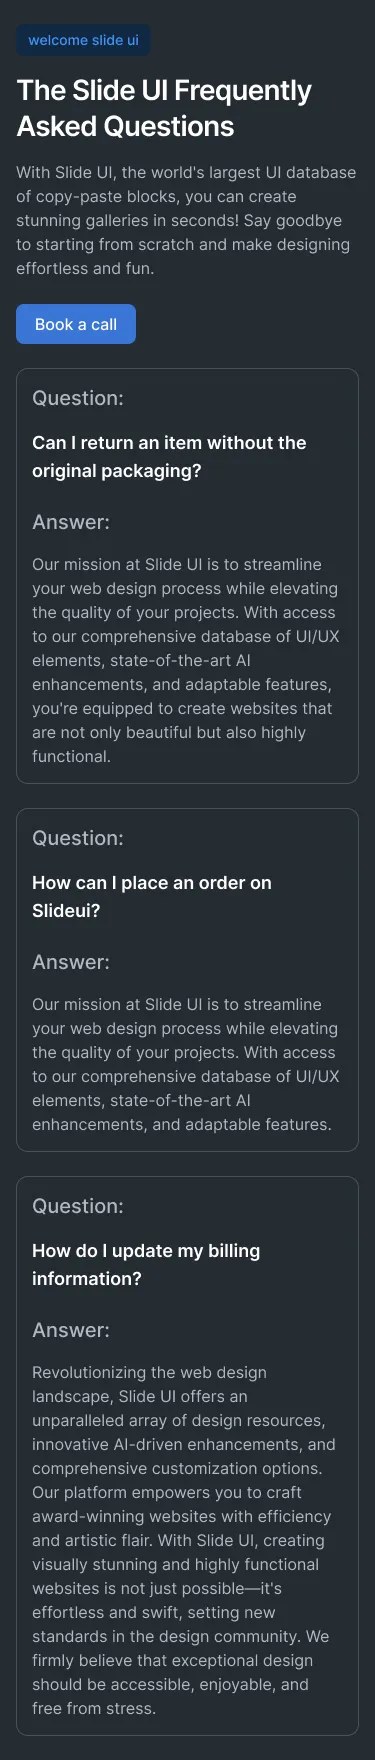 welcome slide ui
The Slide UI Frequently
Asked Questions
With Slide UI, the world's largest UI database
of copy-paste blocks, you can create
stunning galleries in seconds! Say goodbye
to starting from scratch and make designing
effortless and fun.
Book a call
Question:
Can I return an item without the
original packaging?
Answer:
Our mission at Slide UI is to streamline
your web design process while elevating
the quality of your projects. With access
to our comprehensive database of UI/UX
elements, state-of-the-art AI
enhancements, and adaptable features,
you're equipped to create websites that
are not only beautiful but also highly
functional.
Question:
How can I place an order on
Slideui?
Answer:
Our mission at Slide UI is to streamline
your web design process while elevating
the quality of your projects. With access
to our comprehensive database of UI/UX
elements, state-of-the-art AI
enhancements, and adaptable features.
Question:
How do I update my billing
information?
Answer:
Revolutionizing the web design
landscape, Slide UI offers an
unparalleled array of design resources,
innovative AI-driven enhancements, and
comprehensive customization options.
Our platform empowers you to craft
award-winning websites with efficiency
and artistic flair. With Slide UI, creating
visually stunning and highly functional
websites is not just possible—it's
effortless and swift, setting new
standards in the design community. We
firmly believe that exceptional design
should be accessible, enjoyable, and
free from stress.